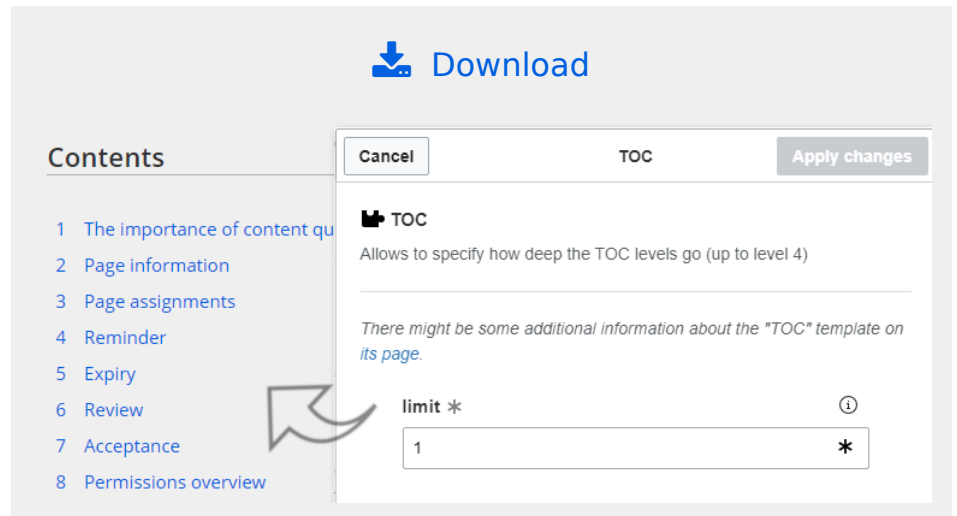 Download
Contents
1 The importance of content qu
2 Page information
3 Page assignments
4 Reminder
5 Expiry
6 Review
7 Acceptance
8 Permissions overview
Cancel TOC Apply changes
TOC
Allows to specify how deep the TOC levels go (up to level 4)
There might be some additional information about the "TOC" template on
its page.
limit *
1 *